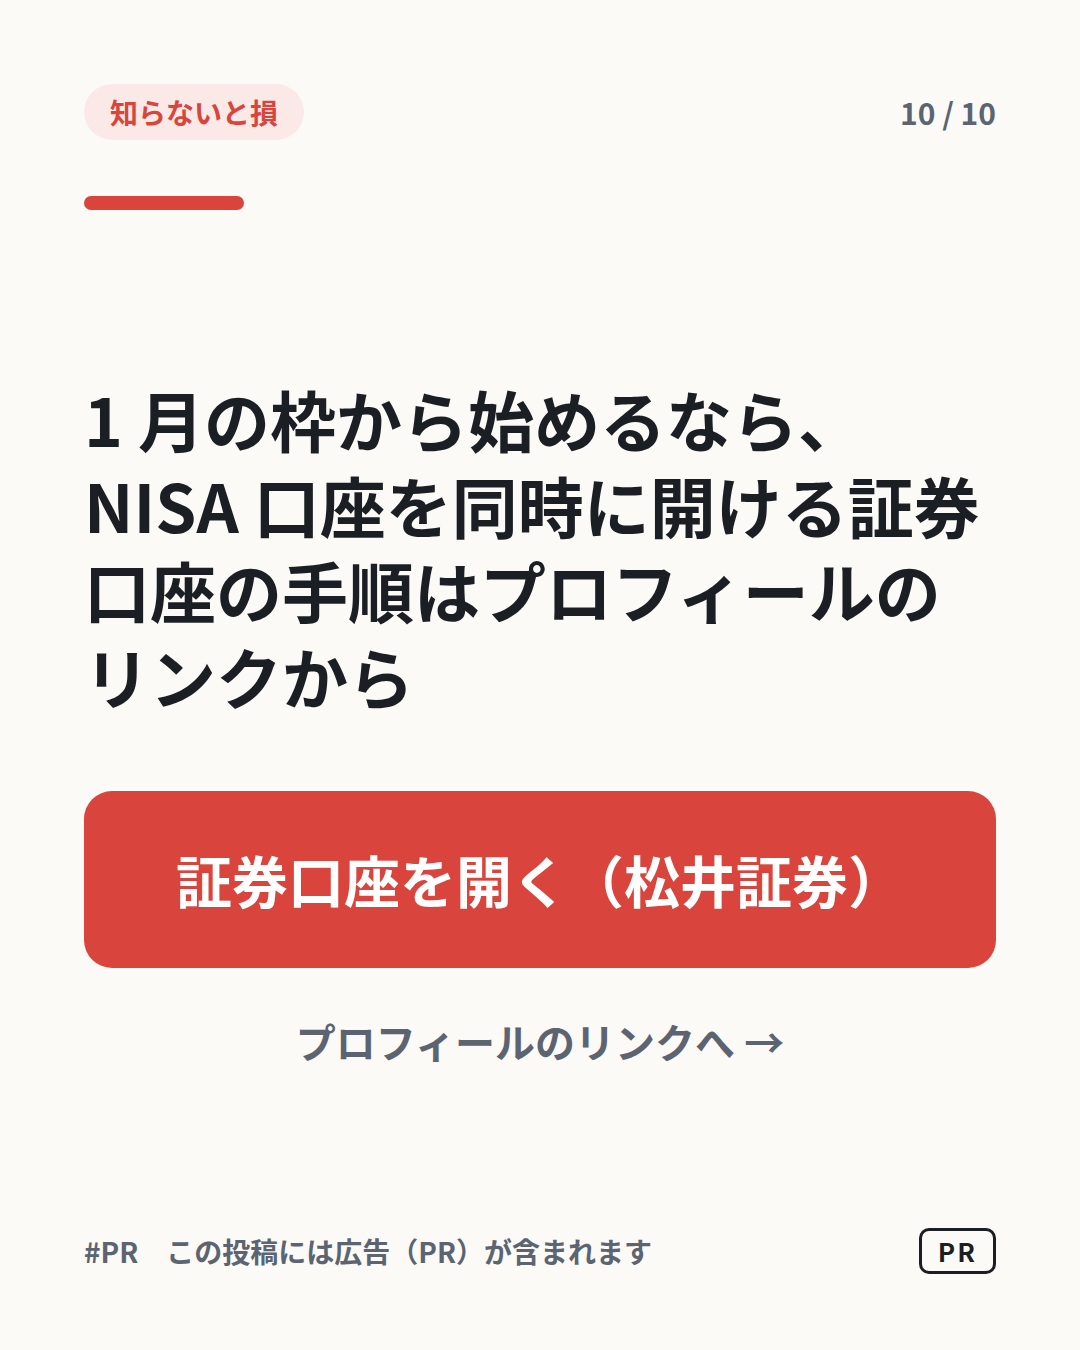 知らないと損
10 / 10
1 月の枠から始めるなら、
NISA 口座を同時に開ける証券
口座の手順はプロフィールの
リンクから
証券口座を開く（松井証券）
プロフィールのリンクへ →
#PR　この投稿には広告（PR）が含まれます
PR